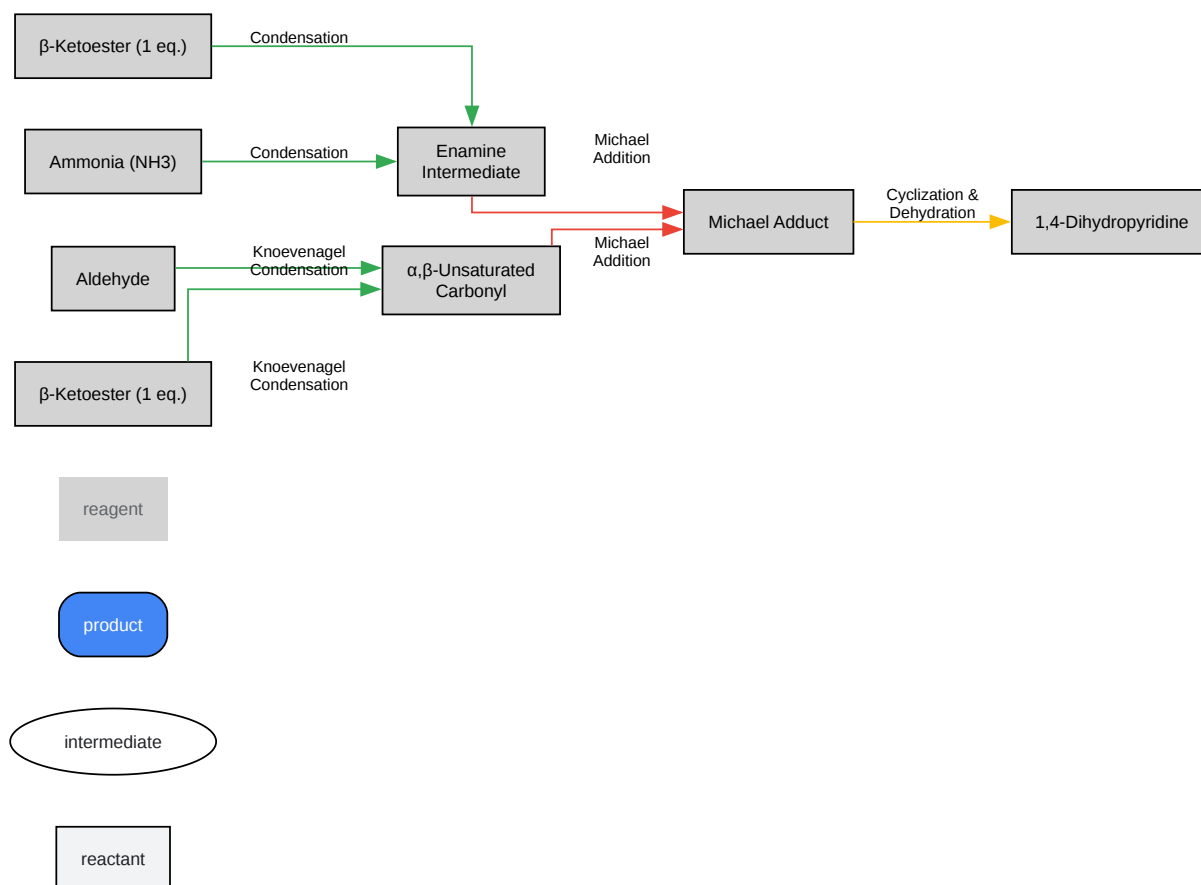 β-Ketoester (1 eq.)
Condensation
Ammonia (NH3)
Condensation
Enamine
Intermediate
Michael
Addition
Michael Adduct
Cyclization &
Dehydration
1,4-Dihydropyridine
Aldehyde
Knoevenagel
Condensation
α,β-Unsaturated
Carbonyl
Michael
Addition
β-Ketoester (1 eq.)
Knoevenagel
Condensation
reagent
product
intermediate
reactant